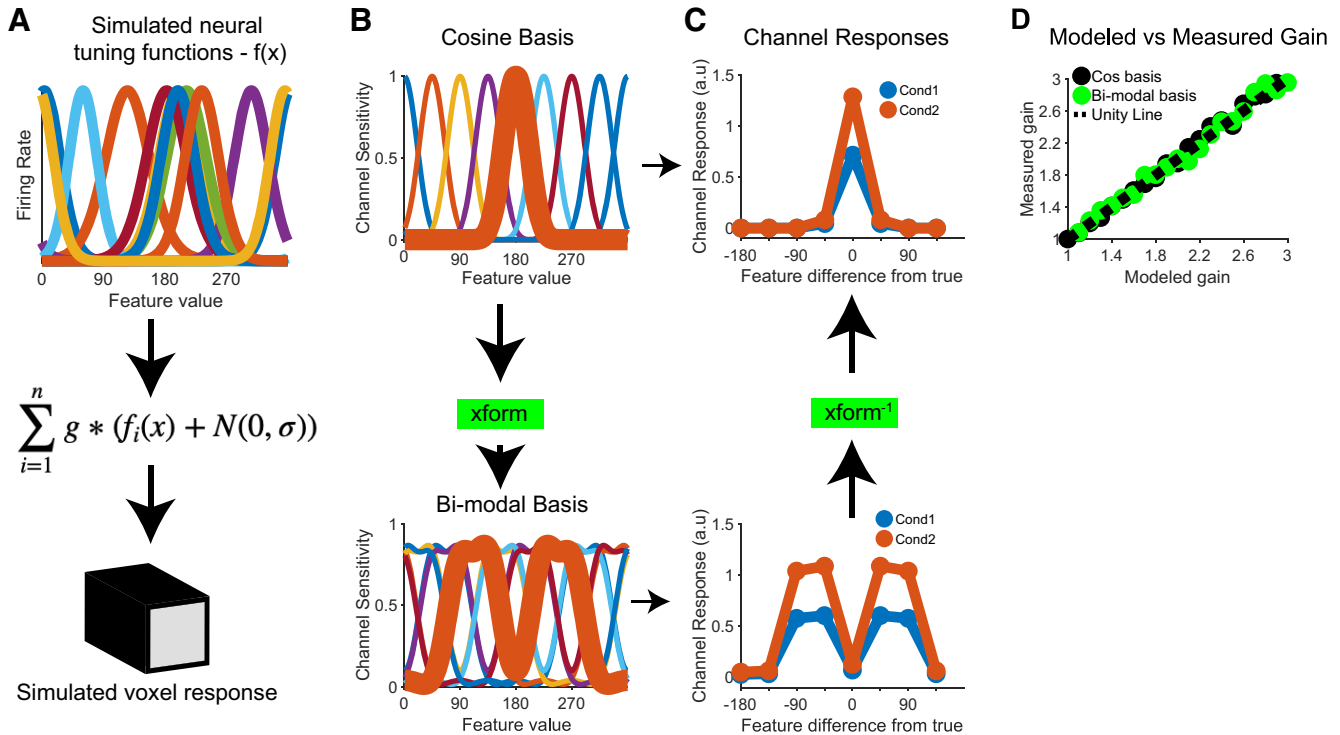 A
Simulated neural
tuning functions - f(x)
Firing Rate
0 90 180 270
Feature value
\sum_{i=1}^{n} g * (f_i(x) + N(0, σ))
Simulated voxel response
B
Cosine Basis
Channel Sensitivity
1
0.5
0
0 90 180 270
Feature value
xform
Bi-modal Basis
Channel Sensitivity
1
0.5
0
0 90 180 270
Feature value
C
Channel Responses
Channel Response (a.u)
1.5
1.0
0.5
0
Cond1
Cond2
-180 -90 0 90
Feature difference from true
xform⁻¹
Channel Response (a.u)
1.5
1.0
0.5
0
Cond1
Cond2
-180 -90 0 90
Feature difference from true
D
Modeled vs Measured Gain
Cos basis
Bi-modal basis
Unity Line
Measured gain
3
2.6
2.2
1.8
1.4
1
1 1.4 1.8 2.2 2.6 3
Modeled gain